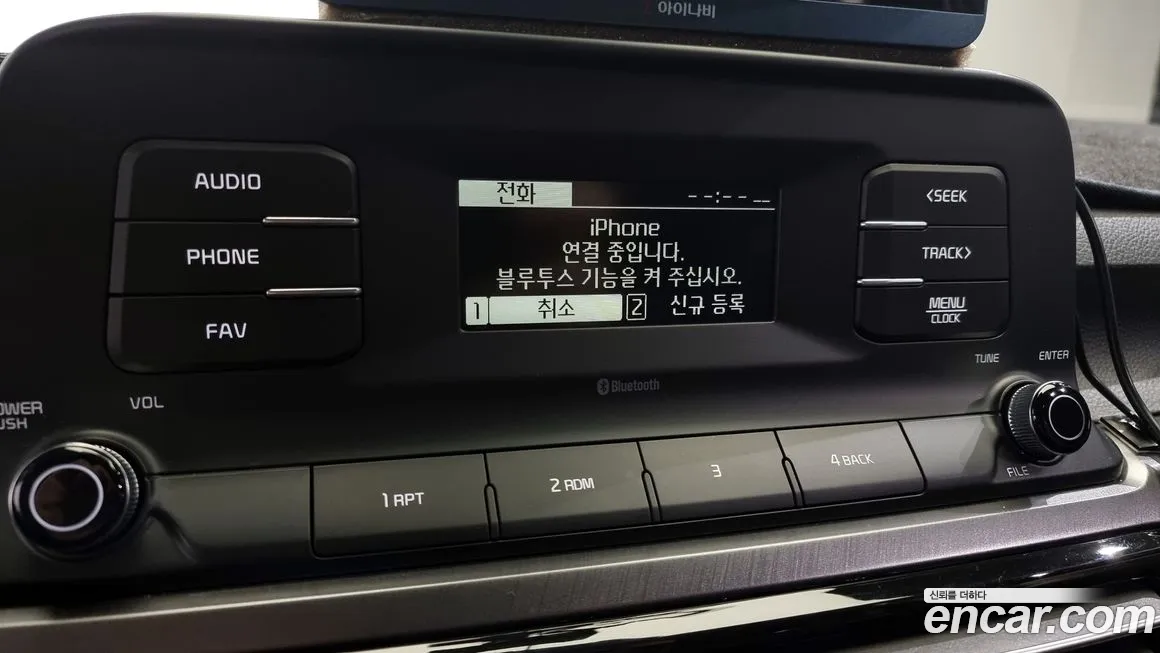 아이나비
AUDIO
PHONE
FAV
전화 --:-- --
iPhone
연결 중입니다.
블루투스 기능을 켜 주십시오.
1 취소 2 신규 등록
<SEEK
TRACK>
MENU
CLOCK
TUNE
ENTER
Bluetooth
VOL
1 RPT
2 RDM
3
4 BACK
FILE
신뢰를 더하다
encar.com